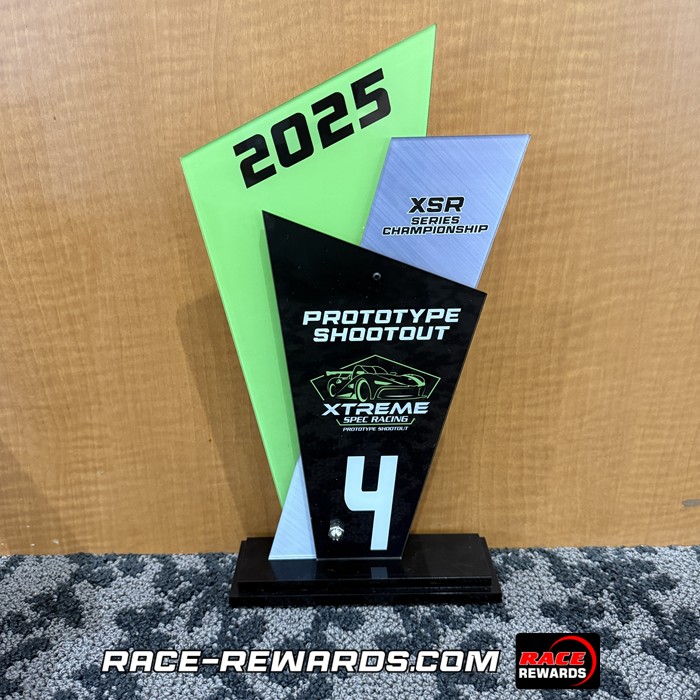 2025
XSR
SERIES
CHAMPIONSHIP
PROTOTYPE
SHOOTOUT
XTREME
SPEC RACING
PROTOTYPE SHOOTOUT
4
RACE-REWARDS.COM
RACE
REWARDS